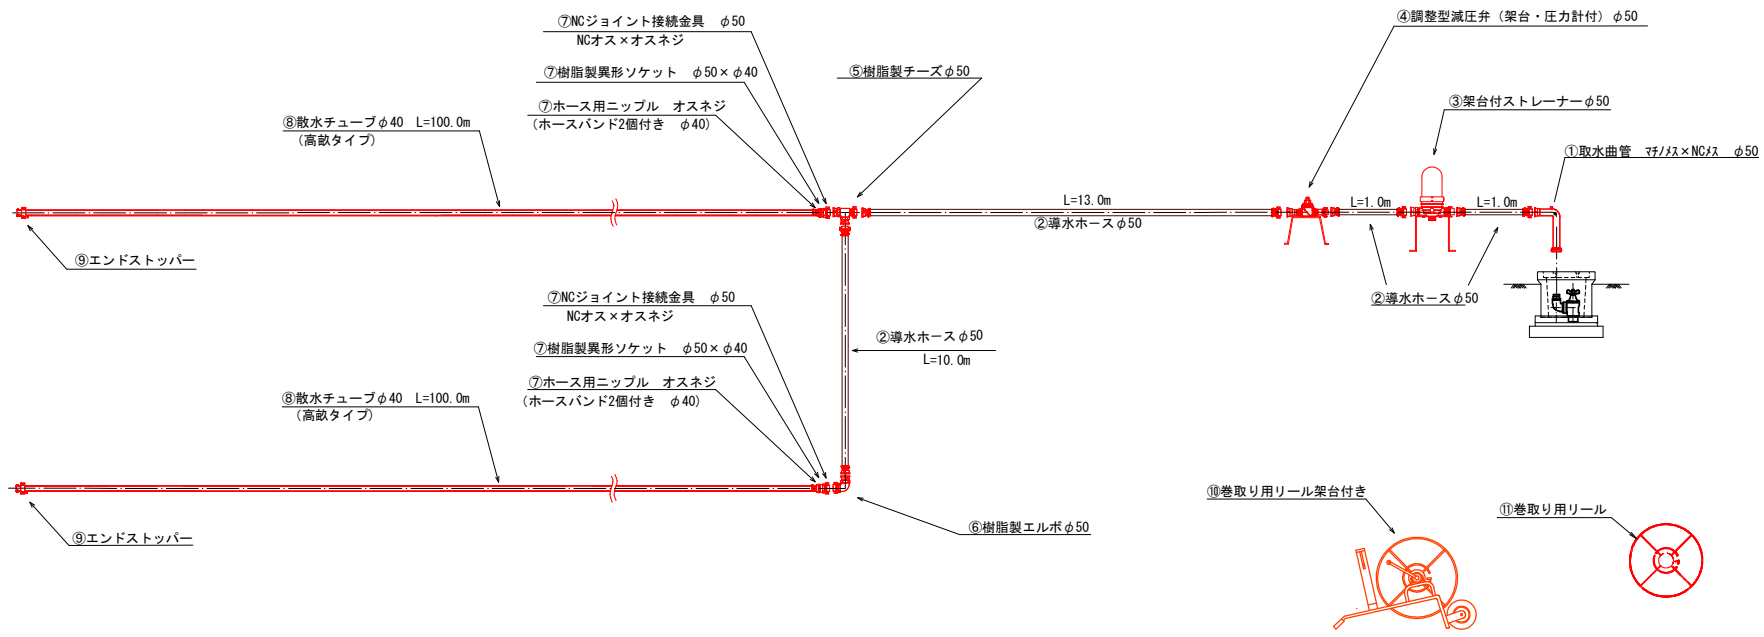 ⑦NCジョイント接続金具 φ50
NCオス×オスネジ
④調整型減圧弁（架台・圧力計付）φ50
⑦樹脂製異形ソケット φ50×φ40
⑤樹脂製チーズφ50
⑦ホース用ニップル オスネジ
（ホースバンド2個付き φ40）
③架台付ストレーナーφ50
⑧散水チューブφ40 L=100.0m
（高畝タイプ）
①取水曲管 ﾏﾁﾉﾒｽ×NCﾒｽ φ50
L=13.0m
L=1.0m
L=1.0m
②導水ホースφ50
⑨エンドストッパー
②導水ホースφ50
⑦NCジョイント接続金具 φ50
NCオス×オスネジ
②導水ホースφ50
L=10.0m
⑦樹脂製異形ソケット φ50×φ40
⑦ホース用ニップル オスネジ
（ホースバンド2個付き φ40）
⑧散水チューブφ40 L=100.0m
（高畝タイプ）
⑥樹脂製エルボφ50
⑨エンドストッパー
⑩巻取り用リール架台付き
⑪巻取り用リール